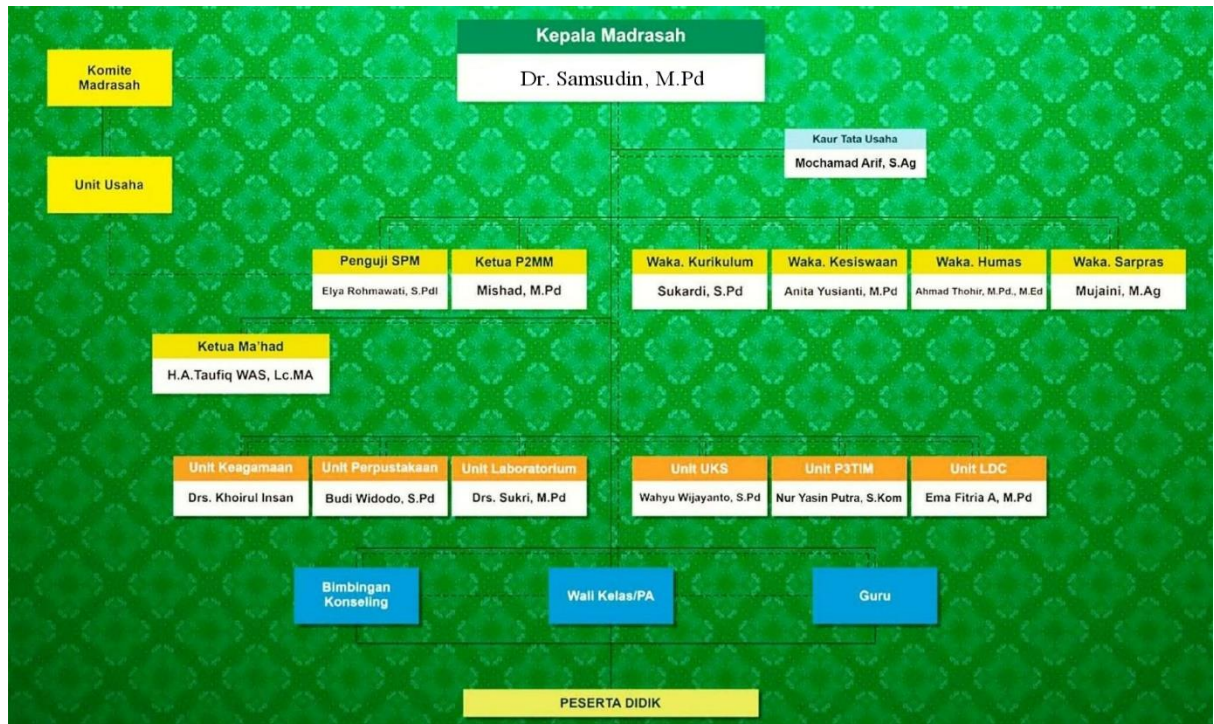 Kepala Madrasah
Dr. Samsudin, M.Pd
Komite
Madrasah
Kaur Tata Usaha
Mochamad Arif, S.Ag
Unit Usaha
Penguji SPM
Elya Rohmawati, S.PdI
Ketua P2MM
Mishad, M.Pd
Waka. Kurikulum
Sukardi, S.Pd
Waka. Kesiswaan
Anita Yusianti, M.Pd
Waka. Humas
Ahmad Thohir, M.Pd., M.Ed
Waka. Sarpras
Mujaini, M.Ag
Ketua Ma'had
H.A.Taufiq WAS, Lc.MA
Unit Keagamaan
Drs. Khoirul Insan
Unit Perpustakaan
Budi Widodo, S.Pd
Unit Laboratorium
Drs. Sukri, M.Pd
Unit UKS
Wahyu Wijayanto, S.Pd
Unit P3TIM
Nur Yasin Putra, S.Kom
Unit LDC
Ema Fitria A, M.Pd
Bimbingan
Konseling
Wali Kelas/PA
Guru
PESERTA DIDIK